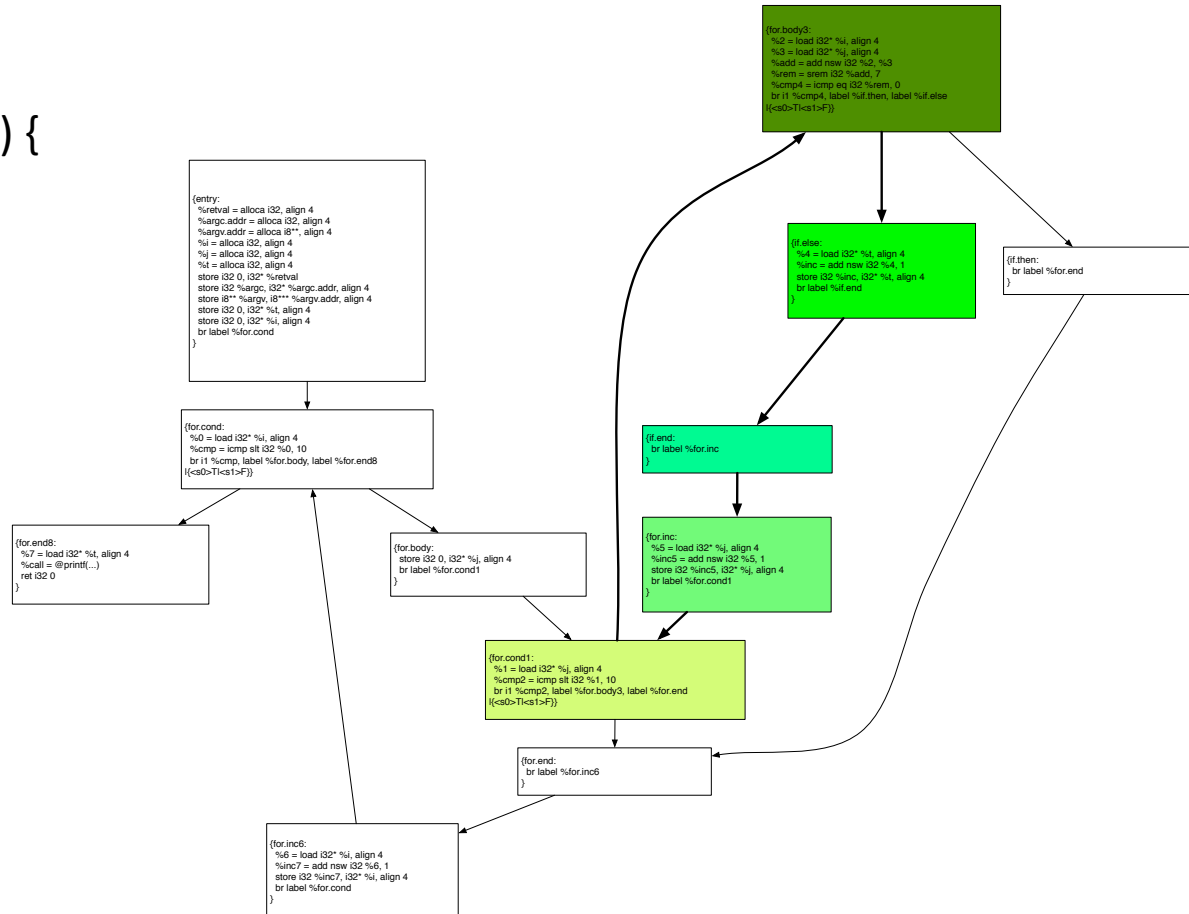 ) {
{for.body3:
%2 = load i32* %i, align 4
%3 = load i32* %j, align 4
%add = add nsw i32 %2, %3
%rem = srem i32 %add, 7
%cmp4 = icmp eq i32 %rem, 0
br i1 %cmp4, label %if.then, label %if.else
|{<s0>T|<s1>F}}
{entry:
%retval = alloca i32, align 4
%argc.addr = alloca i32, align 4
%argv.addr = alloca i8**, align 4
%i = alloca i32, align 4
%j = alloca i32, align 4
%t = alloca i32, align 4
store i32 0, i32* %retval
store i32 %argc, i32* %argc.addr, align 4
store i8** %argv, i8*** %argv.addr, align 4
store i32 0, i32* %t, align 4
store i32 0, i32* %i, align 4
br label %for.cond
}
{if.else:
%4 = load i32* %t, align 4
%inc = add nsw i32 %4, 1
store i32 %inc, i32* %t, align 4
br label %if.end
}
{if.then:
br label %for.end
}
{for.cond:
%0 = load i32* %i, align 4
%cmp = icmp slt i32 %0, 10
br i1 %cmp, label %for.body, label %for.end8
|{<s0>T|<s1>F}}
{if.end:
br label %for.inc
}
{for.end8:
%7 = load i32* %t, align 4
%call = @printf(...)
ret i32 0
}
{for.body:
store i32 0, i32* %j, align 4
br label %for.cond1
}
{for.inc:
%5 = load i32* %j, align 4
%inc5 = add nsw i32 %5, 1
store i32 %inc5, i32* %j, align 4
br label %for.cond1
}
{for.cond1:
%1 = load i32* %j, align 4
%cmp2 = icmp slt i32 %1, 10
br i1 %cmp2, label %for.body3, label %for.end
|{<s0>T|<s1>F}}
{for.end:
br label %for.inc6
}
{for.inc6:
%6 = load i32* %i, align 4
%inc7 = add nsw i32 %6, 1
store i32 %inc7, i32* %i, align 4
br label %for.cond
}